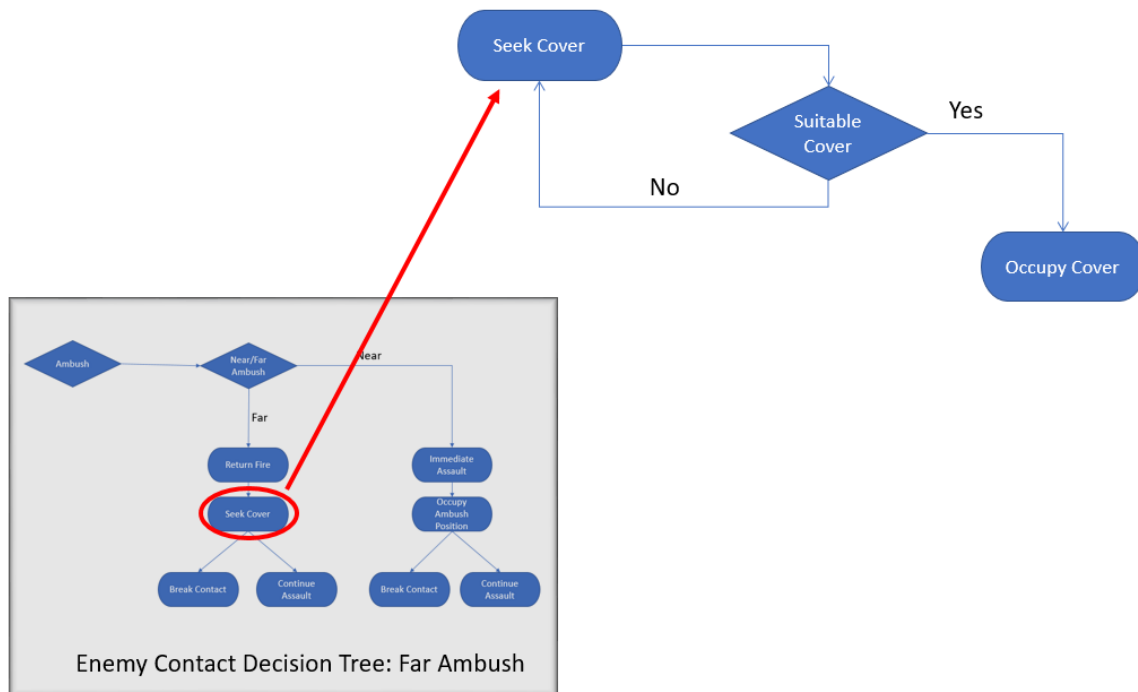 Seek Cover
Suitable
Cover
Yes
No
Occupy Cover
Ambush
Near/Far
Ambush
Near
Far
Return Fire
Immediate
Assault
Seek Cover
Occupy
Ambush
Position
Break Contact
Continue
Assault
Break Contact
Continue
Assault
Enemy Contact Decision Tree: Far Ambush